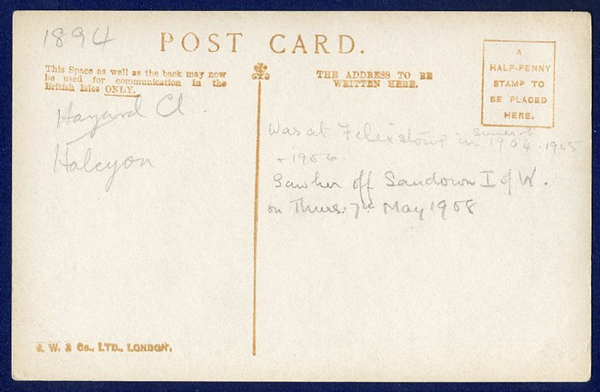 1894
POST CARD.
This Space as well as the back may now
be used for communication in the
British Isles ONLY.
THE ADDRESS TO BE
WRITTEN HERE.
A
HALF-PENNY
STAMP TO
BE PLACED
HERE.
Hazard Cl.
Halcyon
Was at Felixstowe in Summer of 1904. 1905
+ 1906
Saw her off Sandown I of W.
on Thurs: 7th May 1908
J. W. & Co., LTD., LONDON.